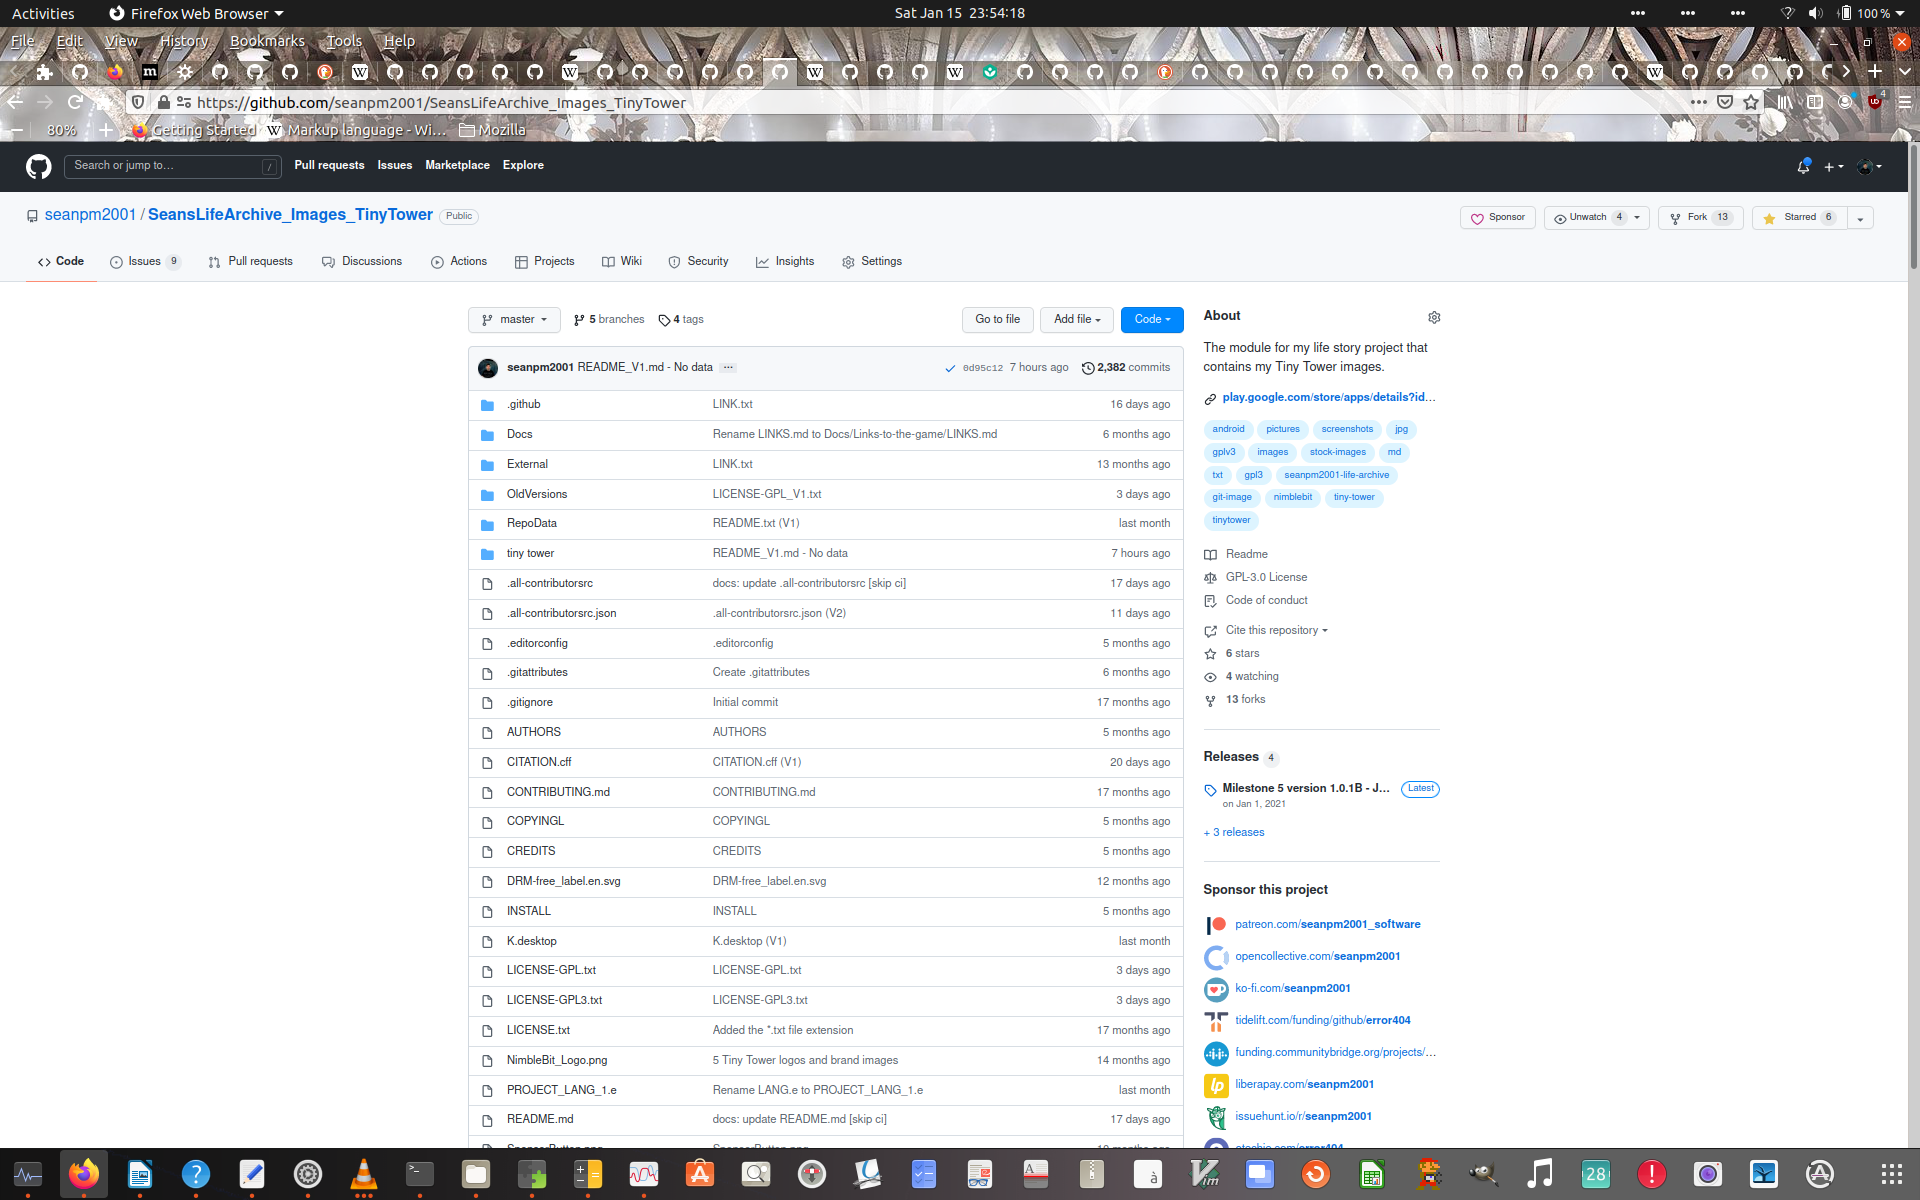 Activities Firefox Web Browser Sat Jan 15 23:54:18 100 %
File Edit View History Bookmarks Tools Help
https://github.com/seanpm2001/SeansLifeArchive_Images_TinyTower 4
80% Getting Started Markup language - Wi… Mozilla
Search or jump to… / Pull requests Issues Marketplace Explore
seanpm2001 / SeansLifeArchive_Images_TinyTower Public Sponsor Unwatch 4 Fork 13 Starred 6
Code Issues 9 Pull requests Discussions Actions Projects Wiki Security Insights Settings
master 5 branches 4 tags Go to file Add file Code
seanpm2001 README_V1.md - No data ... 0d95c12 7 hours ago 2,382 commits
.github LINK.txt 16 days ago
Docs Rename LINKS.md to Docs/Links-to-the-game/LINKS.md 6 months ago
External LINK.txt 13 months ago
OldVersions LICENSE-GPL_V1.txt 3 days ago
RepoData README.txt (V1) last month
tiny tower README_V1.md - No data 7 hours ago
.all-contributorsrc docs: update .all-contributorsrc [skip ci] 17 days ago
.all-contributorsrc.json .all-contributorsrc.json (V2) 11 days ago
.editorconfig .editorconfig 5 months ago
.gitattributes Create .gitattributes 6 months ago
.gitignore Initial commit 17 months ago
AUTHORS AUTHORS 5 months ago
CITATION.cff CITATION.cff (V1) 20 days ago
CONTRIBUTING.md CONTRIBUTING.md 17 months ago
COPYINGL COPYINGL 5 months ago
CREDITS CREDITS 5 months ago
DRM-free_label.en.svg DRM-free_label.en.svg 12 months ago
INSTALL INSTALL 5 months ago
K.desktop K.desktop (V1) last month
LICENSE-GPL.txt LICENSE-GPL.txt 3 days ago
LICENSE-GPL3.txt LICENSE-GPL3.txt 3 days ago
LICENSE.txt Added the *.txt file extension 17 months ago
NimbleBit_Logo.png 5 Tiny Tower logos and brand images 14 months ago
PROJECT_LANG_1.e Rename LANG.e to PROJECT_LANG_1.e last month
README.md docs: update README.md [skip ci] 17 days ago
About
The module for my life story project that
contains my Tiny Tower images.
play.google.com/store/apps/details?id…
android pictures screenshots jpg
gplv3 images stock-images md
txt gpl3 seanpm2001-life-archive
git-image nimblebit tiny-tower
tinytower
Readme
GPL-3.0 License
Code of conduct
Cite this repository
6 stars
4 watching
13 forks
Releases 4
Milestone 5 version 1.0.1B - J… Latest
on Jan 1, 2021
+ 3 releases
Sponsor this project
patreon.com/seanpm2001_software
opencollective.com/seanpm2001
ko-fi.com/seanpm2001
tidelift.com/funding/github/error404
funding.communitybridge.org/projects/…
liberapay.com/seanpm2001
issuehunt.io/r/seanpm2001
28